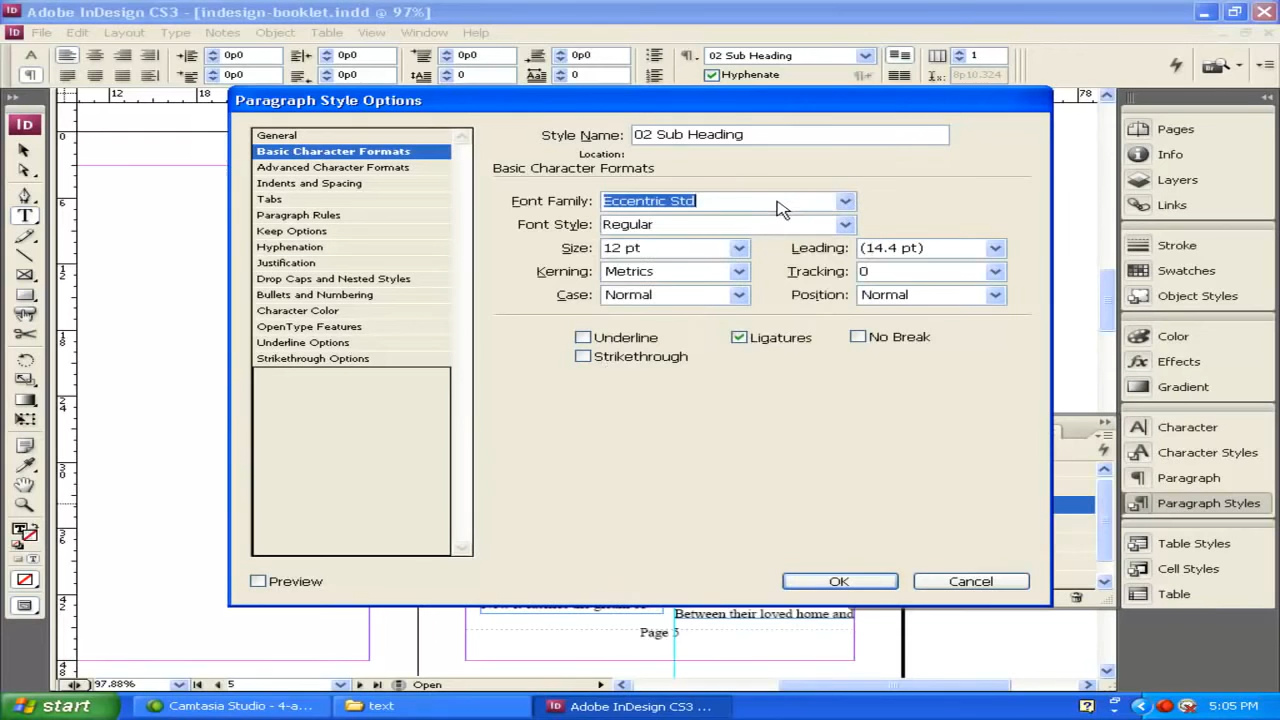 Adobe InDesign CS3 - [indesign-booklet.indd @ 97%]
File Edit Layout Type Notes Object Table View Window Help
A 0p0 0p0 0p0 0p0 02 Sub Heading 1
0p0 0p0 0 0 Hyphenate 8p10.324
12 18 78
Paragraph Style Options
General
Basic Character Formats
Advanced Character Formats
Indents and Spacing
Tabs
Paragraph Rules
Keep Options
Hyphenation
Justification
Drop Caps and Nested Styles
Bullets and Numbering
Character Color
OpenType Features
Underline Options
Strikethrough Options
Style Name: 02 Sub Heading
Location:
Basic Character Formats
Font Family: Eccentric Std
Font Style: Regular
Size: 12 pt Leading: (14.4 pt)
Kerning: Metrics Tracking: 0
Case: Normal Position: Normal
Underline Ligatures No Break
Strikethrough
Preview OK Cancel
Pages
Info
Layers
Links
Stroke
Swatches
Object Styles
Color
Effects
Gradient
Character
Character Styles
Paragraph
Paragraph Styles
Table Styles
Cell Styles
Table
Between their loved home and
Page 5
97.88% 5 Open
start Camtasia Studio - 4-a... text Adobe InDesign CS3 ... 5:05 PM